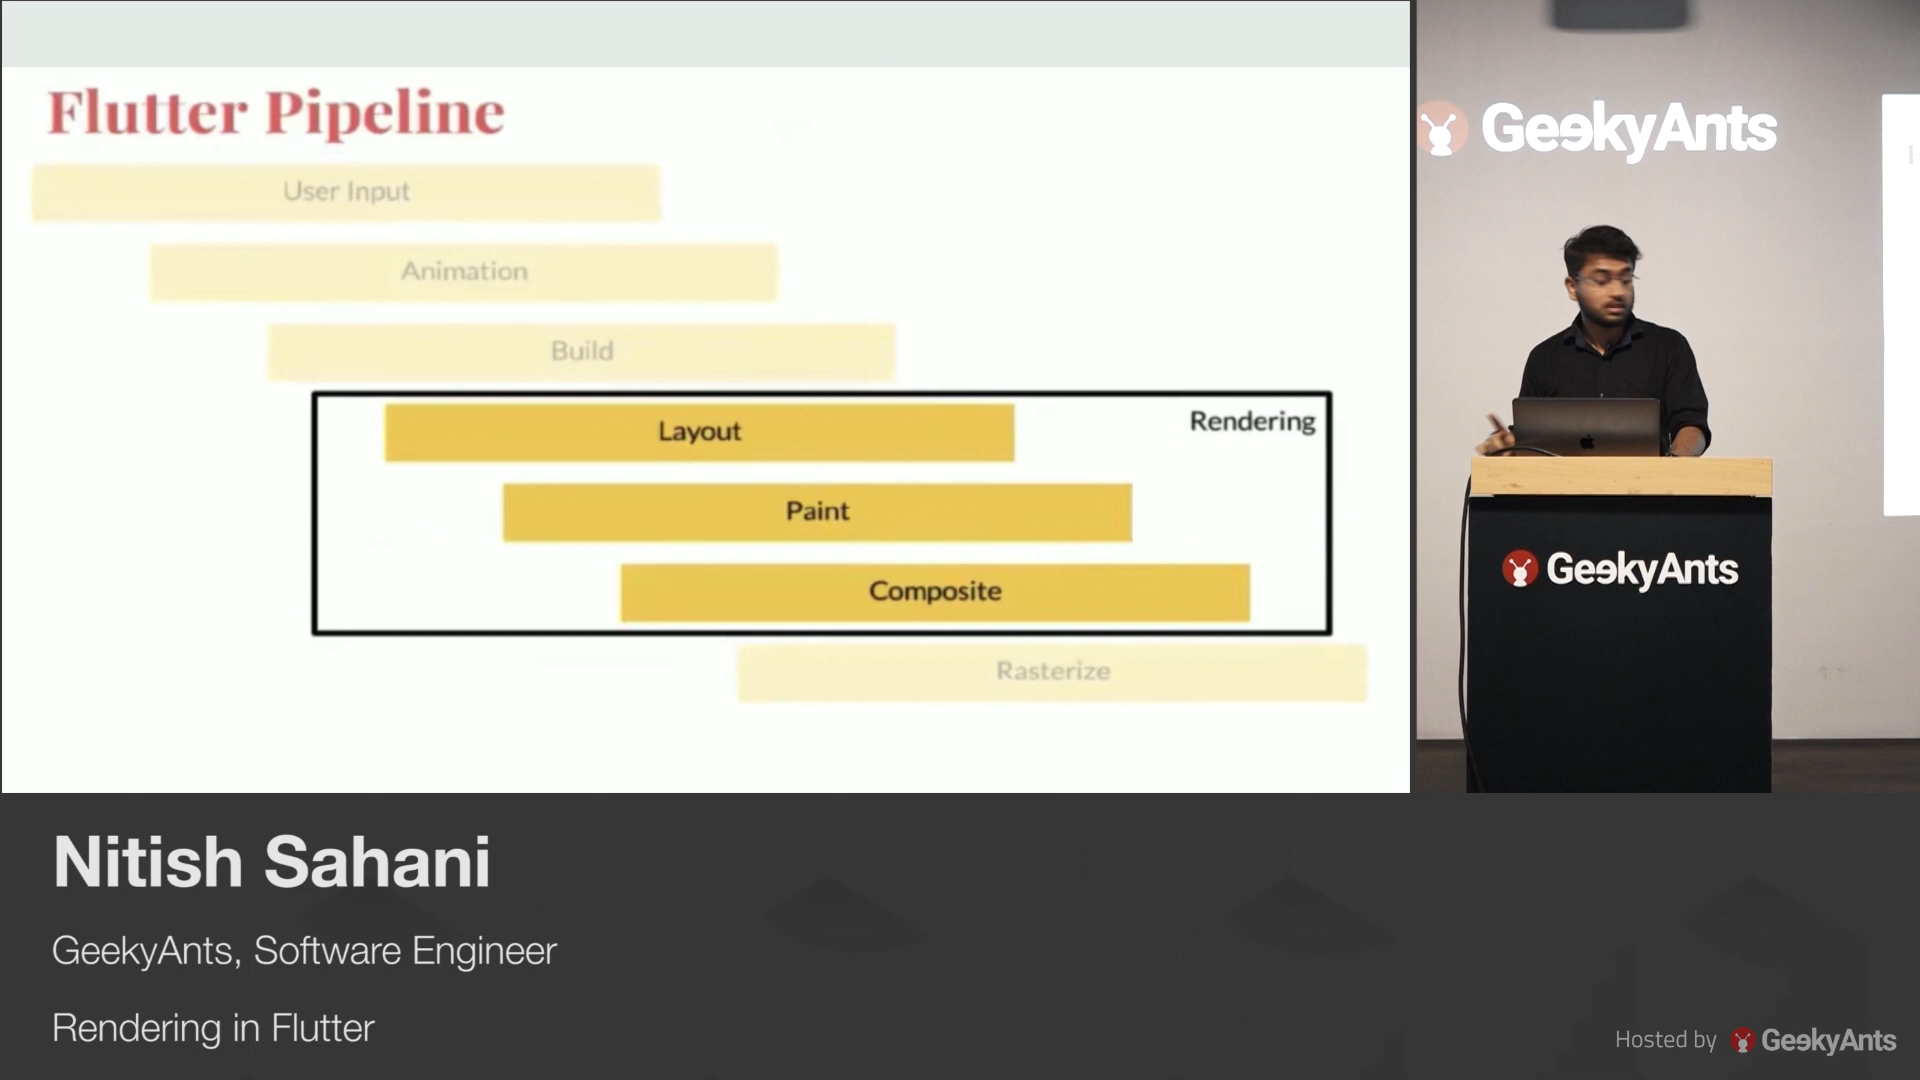 Flutter Pipeline
User Input
Animation
Build
Layout
Rendering
Paint
Composite
Rasterize
GeekyAnts
GeekyAnts
Nitish Sahani
GeekyAnts, Software Engineer
Rendering in Flutter
Hosted by GeekyAnts